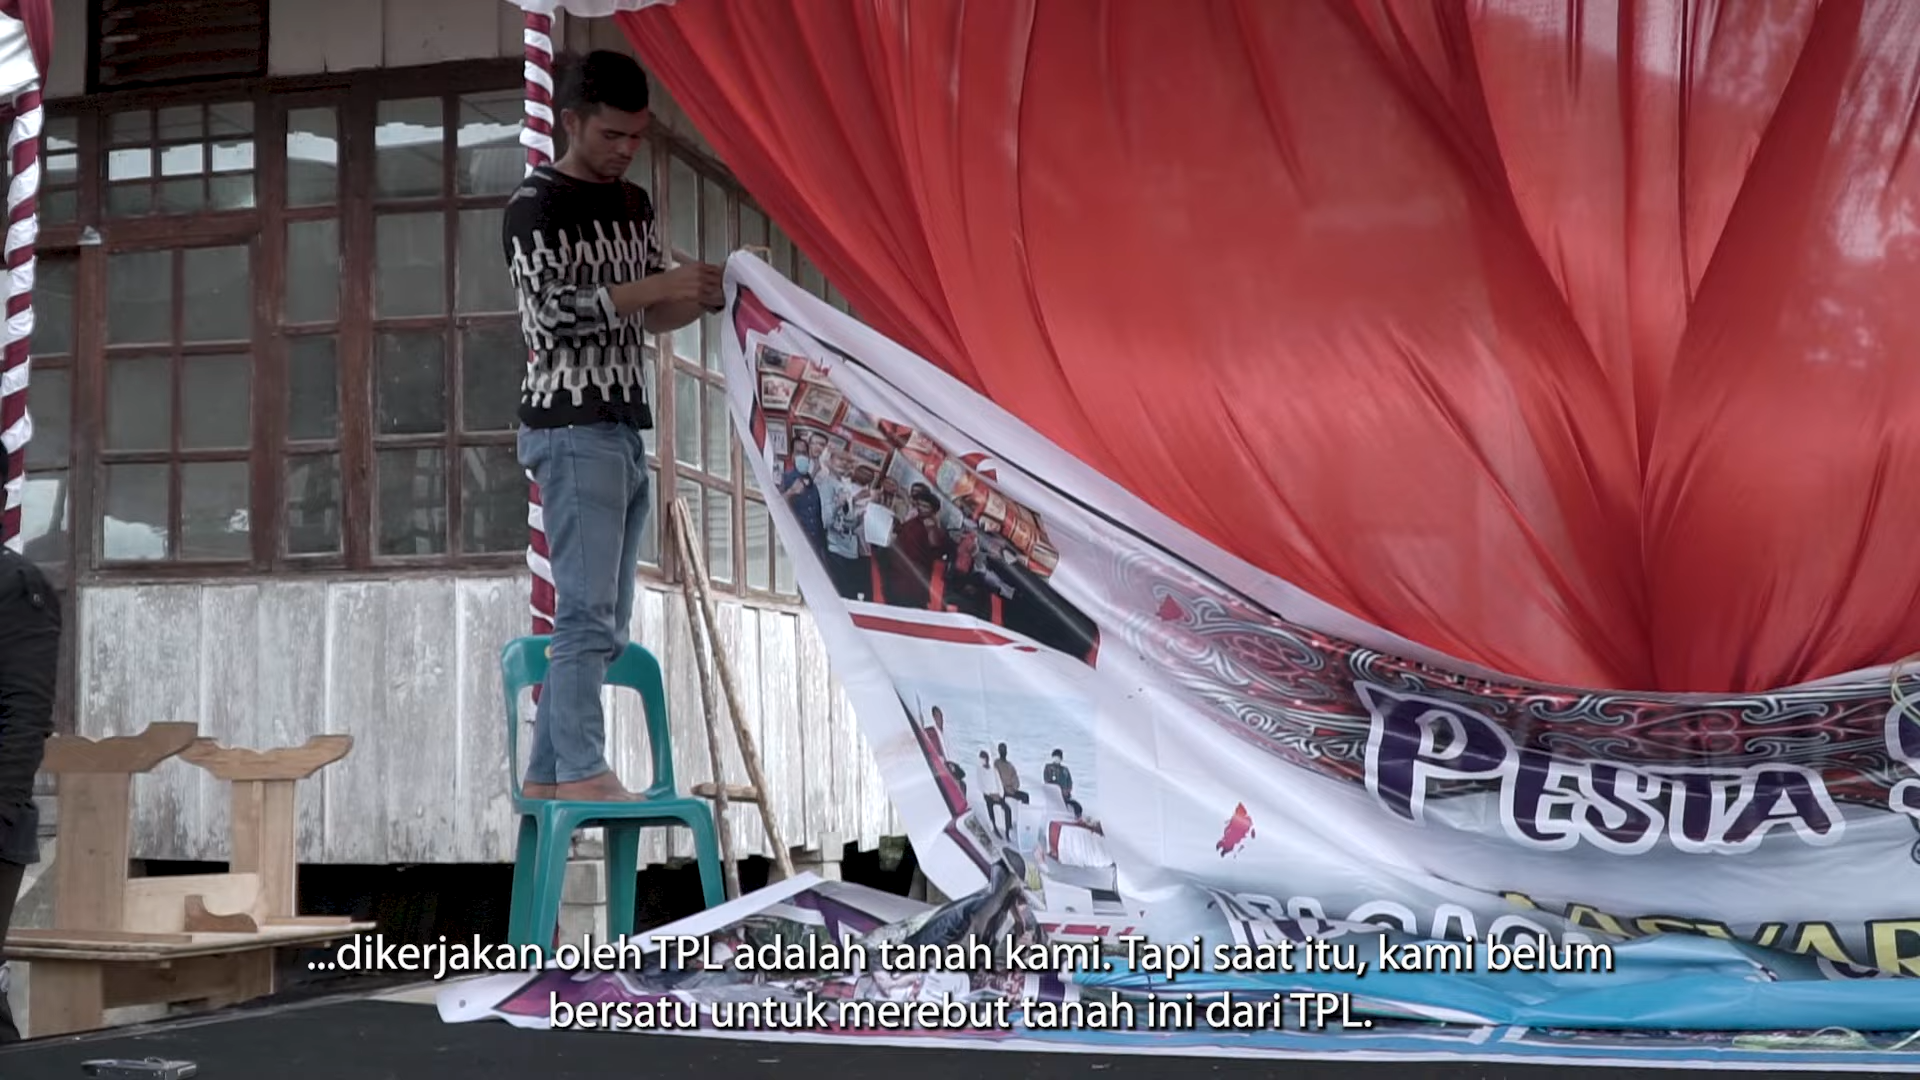 PESTA
...dikerjakan oleh TPL adalah tanah kami. Tapi saat itu, kami belum
bersatu untuk merebut tanah ini dari TPL.